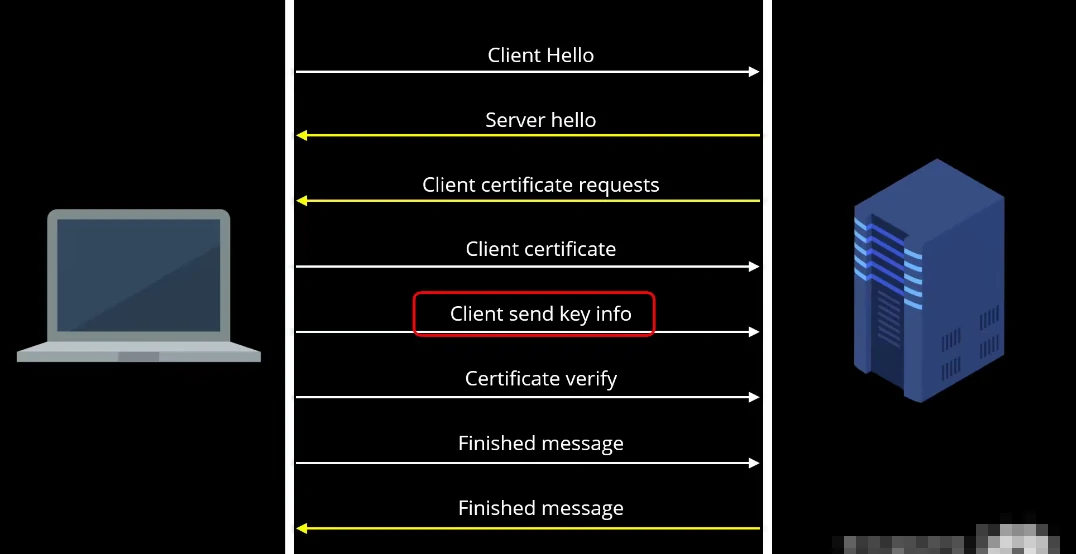 Client Hello
Server hello
Client certificate requests
Client certificate
Client send key info
Certificate verify
Finished message
Finished message